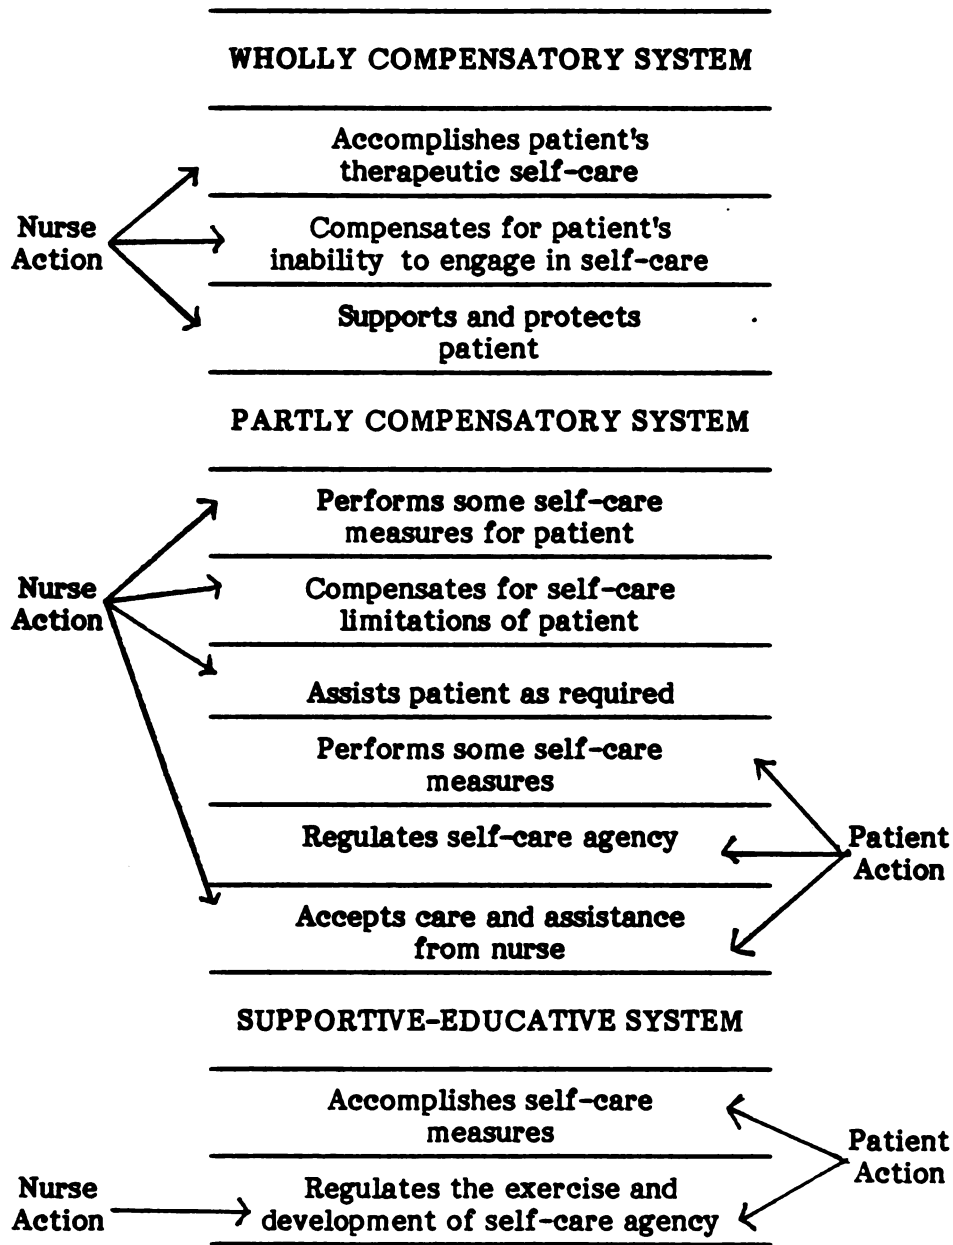 WHOLLY COMPENSATORY SYSTEM
Accomplishes patient's
therapeutic self-care
Nurse
Action
Compensates for patient's
inability to engage in self-care
Supports and protects
patient
PARTLY COMPENSATORY SYSTEM
Performs some self-care
measures for patient
Nurse
Action
Compensates for self-care
limitations of patient
Assists patient as required
Performs some self-care
measures
Regulates self-care agency
Patient
Action
Accepts care and assistance
from nurse
SUPPORTIVE-EDUCATIVE SYSTEM
Accomplishes self-care
measures
Patient
Action
Nurse
Action
Regulates the exercise and
development of self-care agency